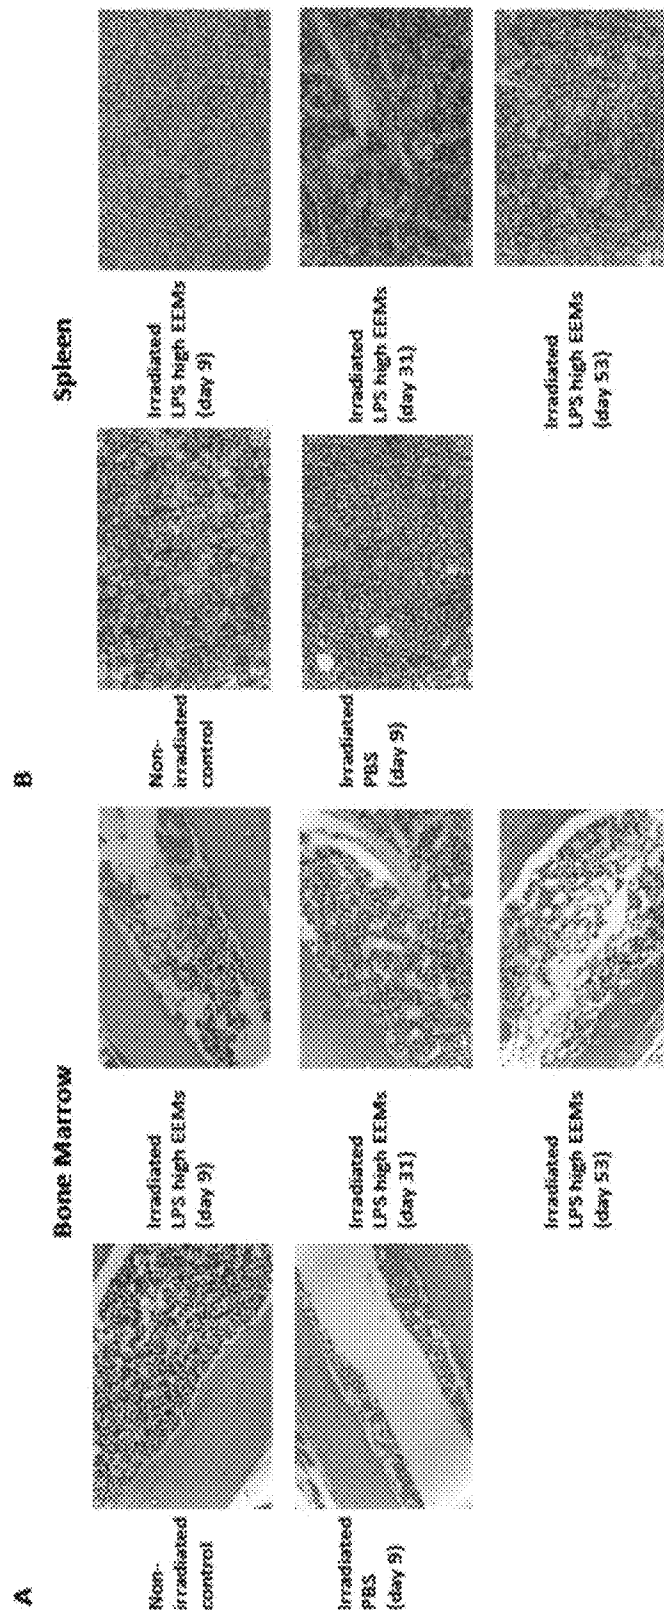 A
Bone Marrow
Non-
irradiated
control
Irradiated
LPS high EEMs
(day 9)
Irradiated
PBS
(day 9)
Irradiated
LPS high EEMs
(day 31)
Irradiated
LPS high EEMs
(day 53)
B
Spleen
Non-
irradiated
control
Irradiated
LPS high EEMs
(day 9)
Irradiated
PBS
(day 9)
Irradiated
LPS high EEMs
(day 31)
Irradiated
LPS high EEMs
(day 53)